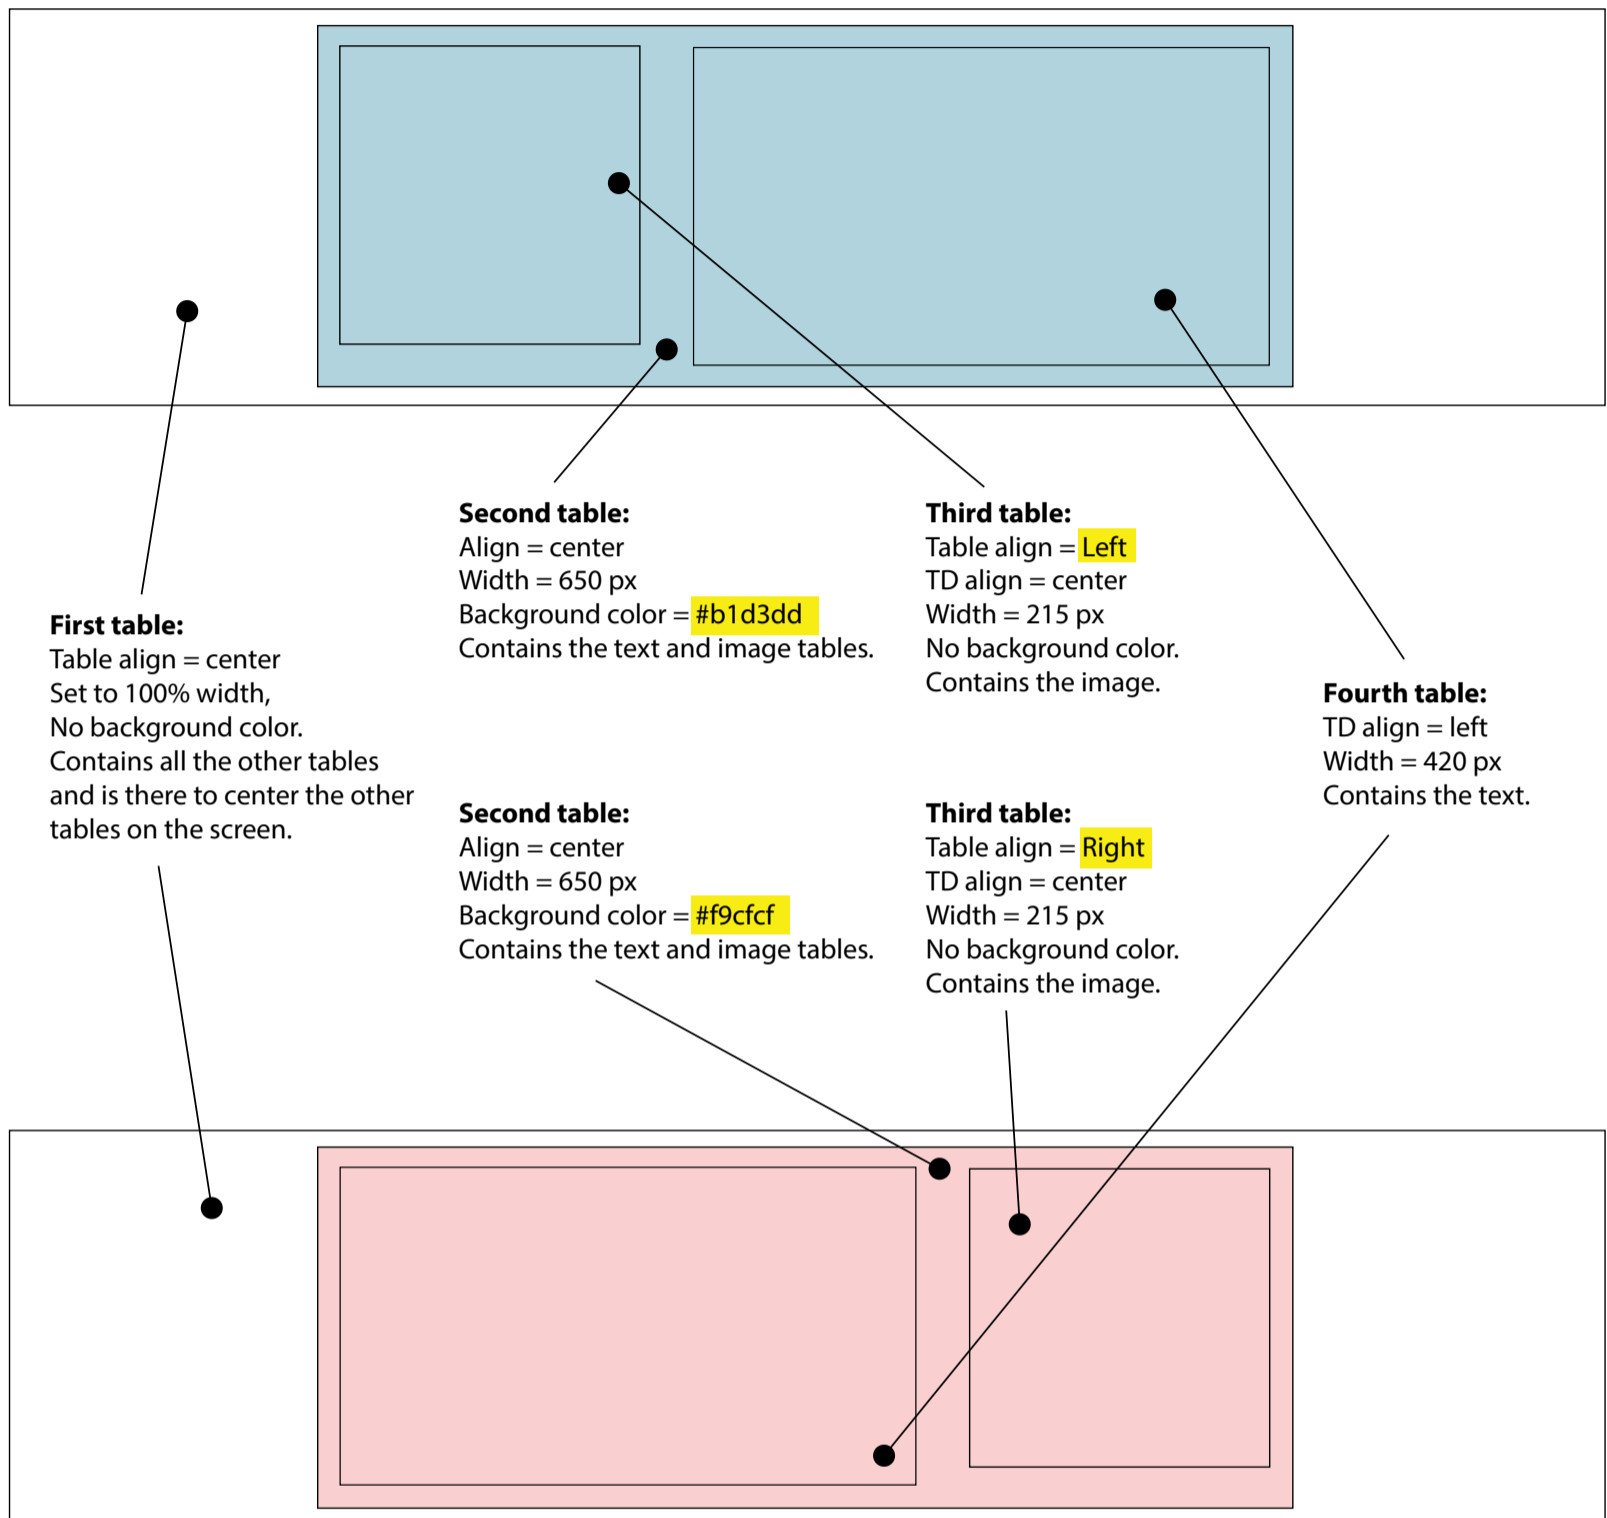 First table:
Table align = center
Set to 100% width,
No background color.
Contains all the other tables
and is there to center the other
tables on the screen.
Second table:
Align = center
Width = 650 px
Background color = #b1d3dd
Contains the text and image tables.
Third table:
Table align = Left
TD align = center
Width = 215 px
No background color.
Contains the image.
Fourth table:
TD align = left
Width = 420 px
Contains the text.
Second table:
Align = center
Width = 650 px
Background color = #f9cfcf
Contains the text and image tables.
Third table:
Table align = Right
TD align = center
Width = 215 px
No background color.
Contains the image.